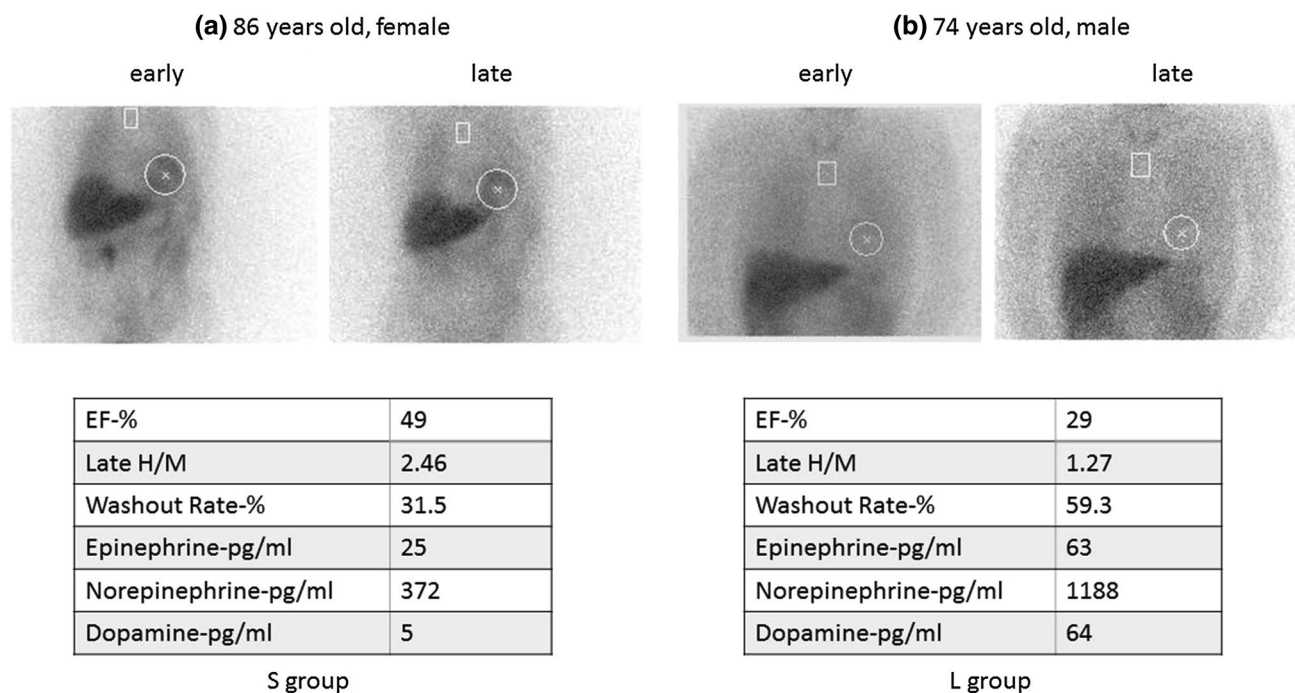 (a) 86 years old, female
early late
EF-% 49
Late H/M 2.46
Washout Rate-% 31.5
Epinephrine-pg/ml 25
Norepinephrine-pg/ml 372
Dopamine-pg/ml 5
S group
(b) 74 years old, male
early late
EF-% 29
Late H/M 1.27
Washout Rate-% 59.3
Epinephrine-pg/ml 63
Norepinephrine-pg/ml 1188
Dopamine-pg/ml 64
L group